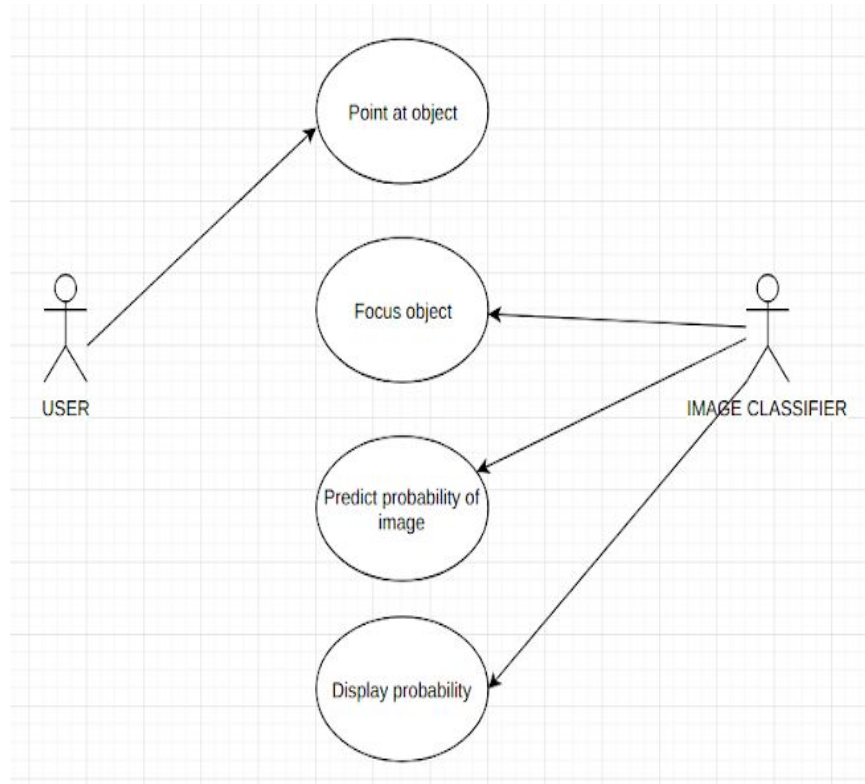 Point at object
Focus object
USER
IMAGE CLASSIFIER
Predict probability of
image
Display probability